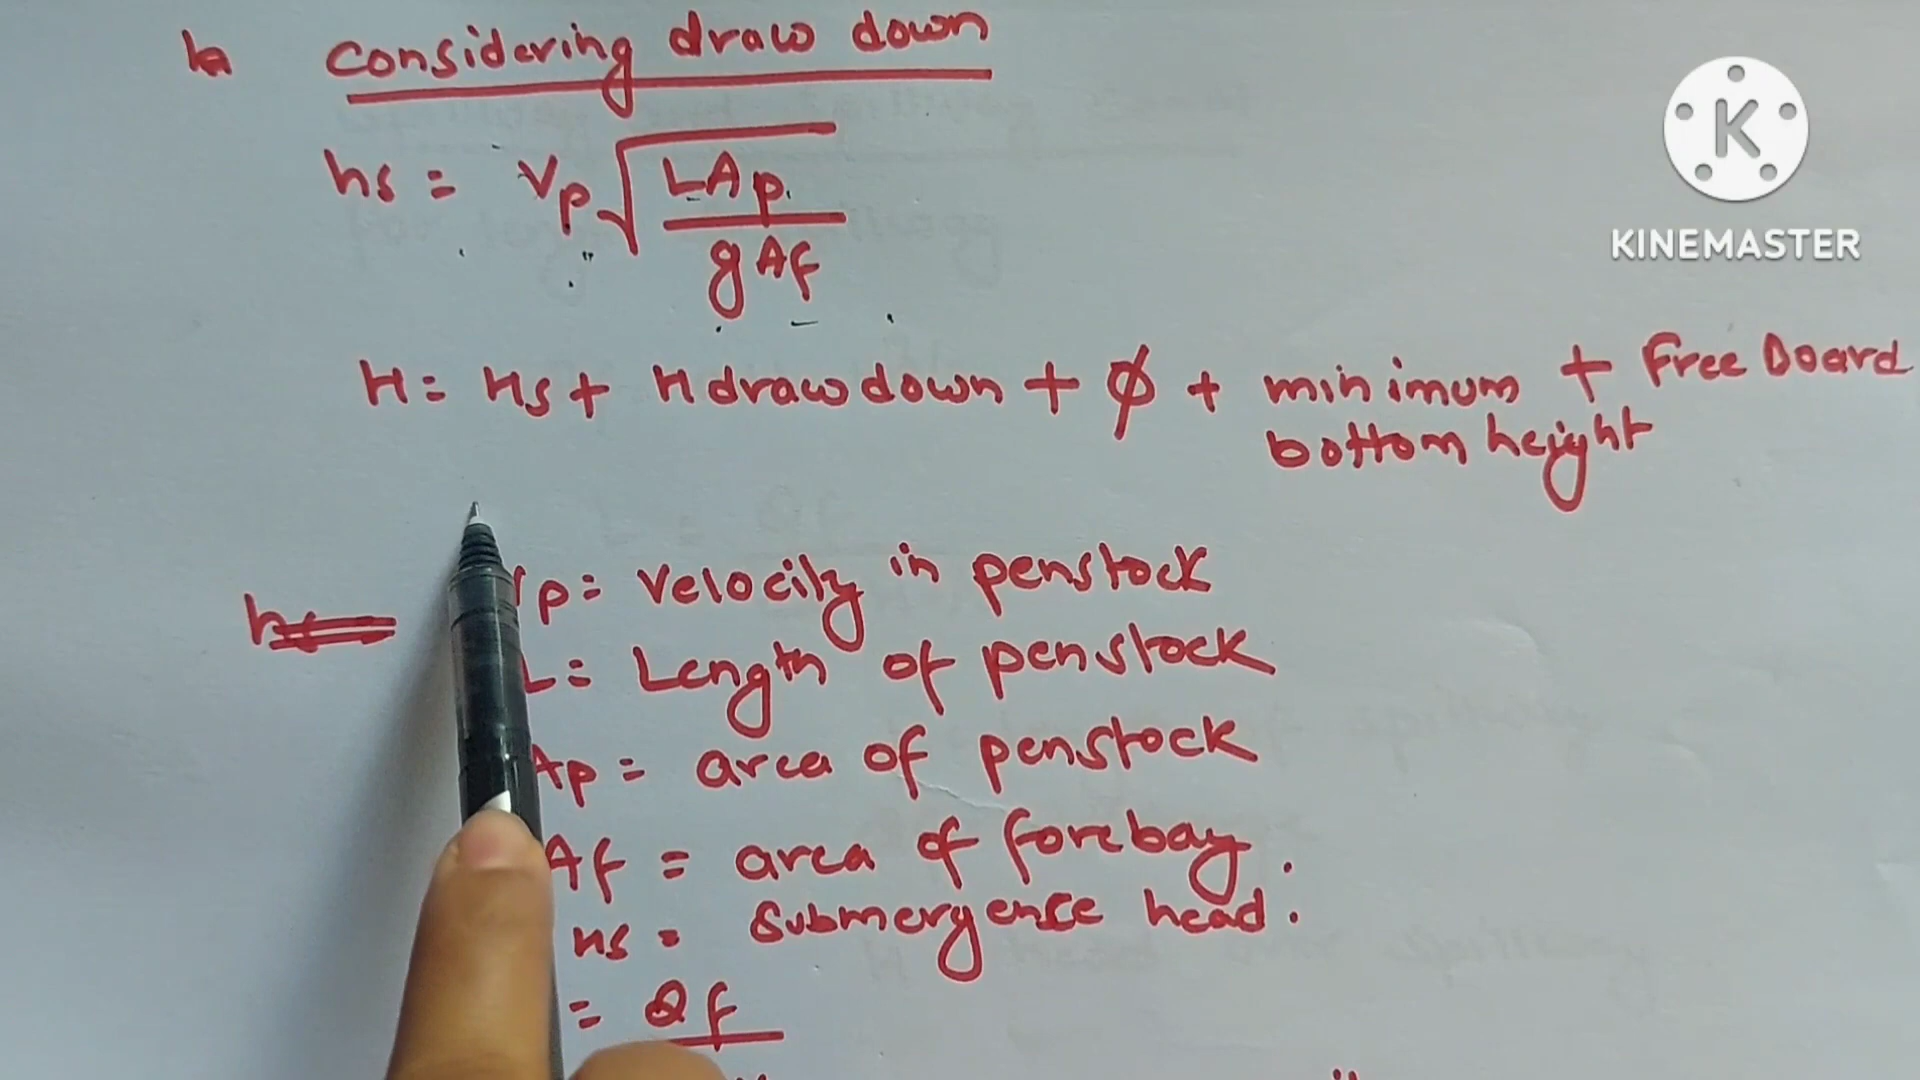 Considering draw down
hs = Vp √ LAp / gAf
H = Hs + H drawdown + φ + minimum bottom height + Free Board
p = Velocity in penstock
L = Length of penstock
Ap = area of penstock
Af = area of forebay.
hs = Submergense head.
= Qf
K
KINEMASTER